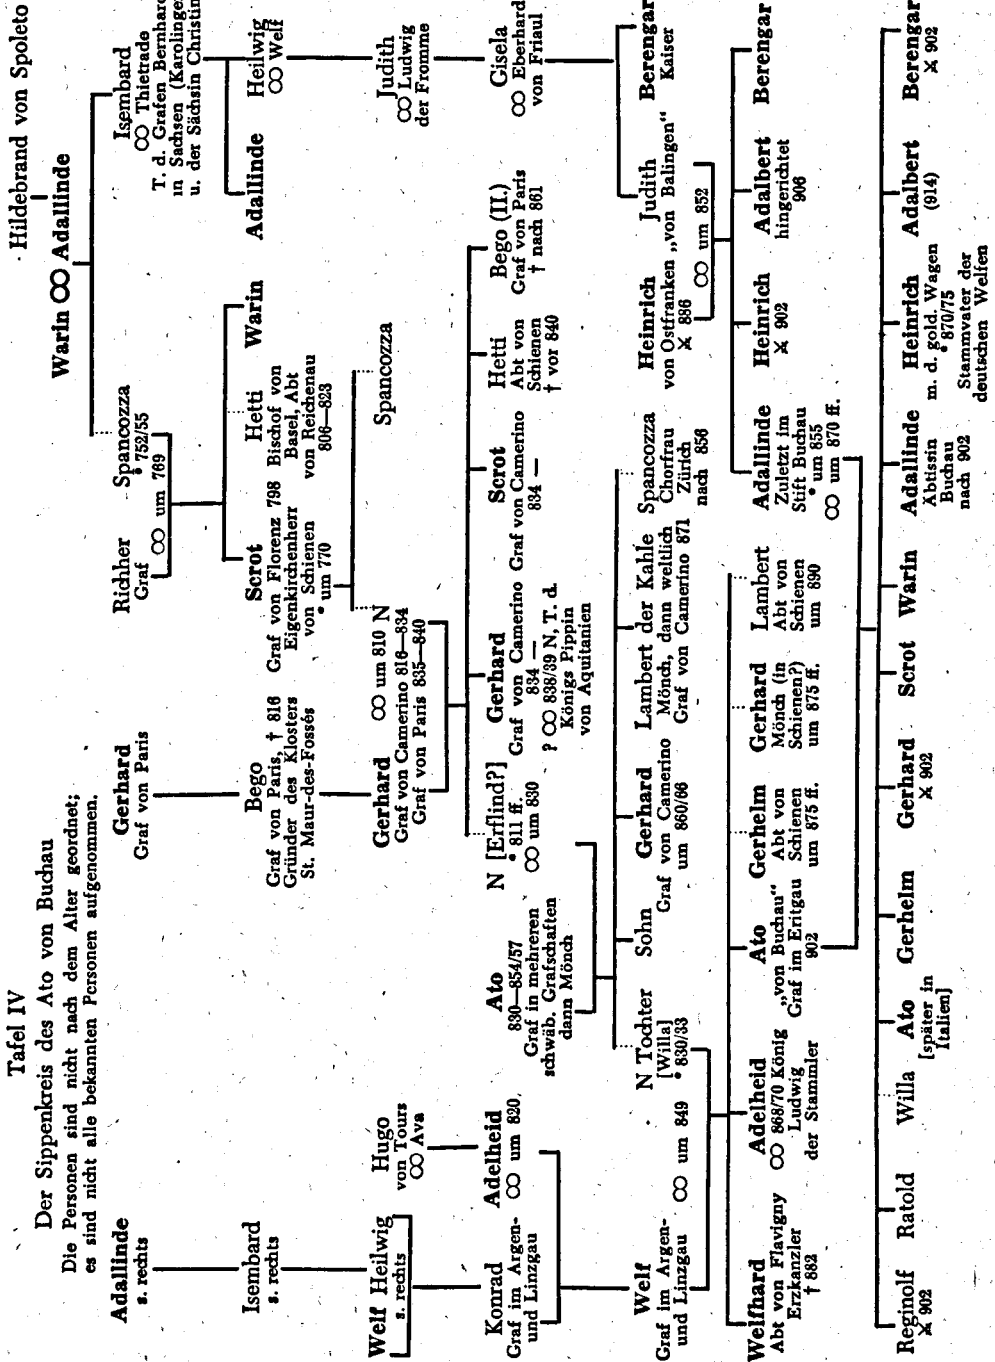 Tafel IV
Der Sippenkreis des Ato von Buchau
Die Personen sind nicht nach dem Alter geordnet;
es sind nicht alle bekannten Personen aufgenommen.
Hildebrand von Spoleto
Warin ∞ Adallinde
Adallinde
s. rechts
Gerhard
Graf von Paris
Richher
Graf
Spancozza
* 752/55
∞ um 769
Isembard
∞ Thietrade
T. d. Grafen Bernhard
in Sachsen (Karolinger)
u. der Sächsin Christin
Isembard
s. rechts
Bego
Graf von Paris, † 816
Gründer des Klosters
St. Maur-des-Fossés
Scrot
Graf von Florenz 798
Eigenkirchenherr
von Schienen
* um 770
Hetti
Bischof von
Basel, Abt
von Reichenau
806—823
Warin
Adallinde
Heilwig
∞ Welf
Welf Heilwig
s. rechts
Hugo
von Tours
∞ Ava
Gerhard
∞ um 810 N
Graf von Camerino 816—834
Graf von Paris 835—840
Spancozza
Judith
∞ Ludwig
der Fromme
Konrad
Graf im Argen-
und Linzgau
Adelheid
∞ um 820
Ato
830—854/57
Graf in mehreren
schwäb. Grafschaften
dann Mönch
N [Erflind?]
* 811 ff.
∞ um 830
Gerhard
Graf von Camerino
834 —
? ∞ 838/39 N, T. d.
Königs Pippin
von Aquitanien
Scrot
Graf von Camerino
834 —
Hetti
Abt von
Schienen
† vor 840
Bego (II.)
Graf von Paris
† nach 861
Gisela
∞ Eberhard
von Friaul
Welf
Graf im Argen-
und Linzgau
∞ um 849
N Tochter
[Willa]
* 830/33
Sohn
Gerhard
Graf von Camerino
um 860/66
Lambert der Kahle
Mönch, dann weltlich
Graf von Camerino 871
Spancozza
Chorfrau
Zürich
nach 856
Heinrich
von Ostfranken
⚔ 886
Judith
„von Balingen“
∞ um 852
Berengar
Kaiser
Welfhard
Abt von Flavigny
Erzkanzler
† 882
Adelheid
∞ 868/70 König
Ludwig
der Stammler
Ato
„von Buchau“
Graf im Eritgau
902
Gerhelm
Abt von
Schienen
um 875 ff.
Gerhard
Mönch (in
Schienen?)
um 875 ff.
Lambert
Abt von
Schienen
um 890
Adallinde
Zuletzt im
Stift Buchau
* um 855
∞ um 870 ff.
Heinrich
⚔ 902
Adalbert
hingerichtet
906
Berengar
Reginolf
⚔ 902
Ratold
Willa
Ato
[später in
Italien]
Gerhelm
Gerhard
⚔ 902
Scrot
Warin
Adallinde
Äbtissin
Buchau
nach 902
Heinrich
m. d. gold. Wagen
* 870/75
Stammvater der
deutschen Welfen
Adalbert
(914)
Berengar
⚔ 902